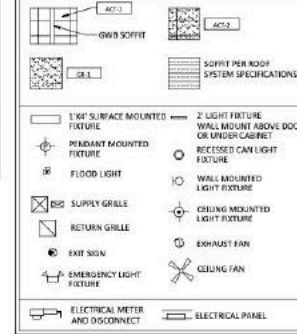 ACT-1
GWB SOFFIT
ACT-2
GB-1
SOFFIT PER ROOF
SYSTEM SPECIFICATIONS
1'X4' SURFACE MOUNTED
FIXTURE
2' LIGHT FIXTURE
WALL MOUNT ABOVE DOO
OR UNDER CABINET
PENDANT MOUNTED
FIXTURE
RECESSED CAN LIGHT
FIXTURE
FLOOD LIGHT
WALL MOUNTED
LIGHT FIXTURE
SUPPLY GRILLE
CEILING MOUNTED
LIGHT FIXTURE
RETURN GRILLE
EXHAUST FAN
EXIT SIGN
CEILING FAN
EMERGENCY LIGHT
FIXTURE
ELECTRICAL METER
AND DISCONNECT
ELECTRICAL PANEL